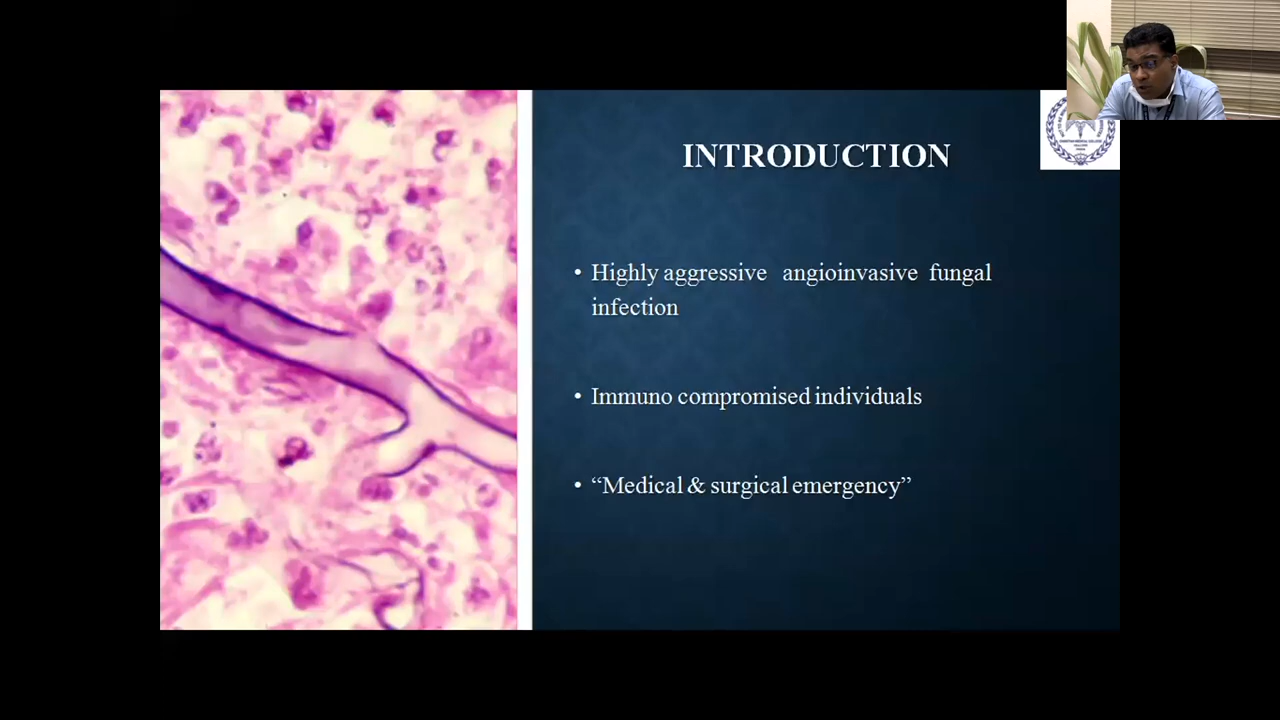 INTRODUCTION
• Highly aggressive angioinvasive fungal
infection
• Immuno compromised individuals
• “Medical & surgical emergency”